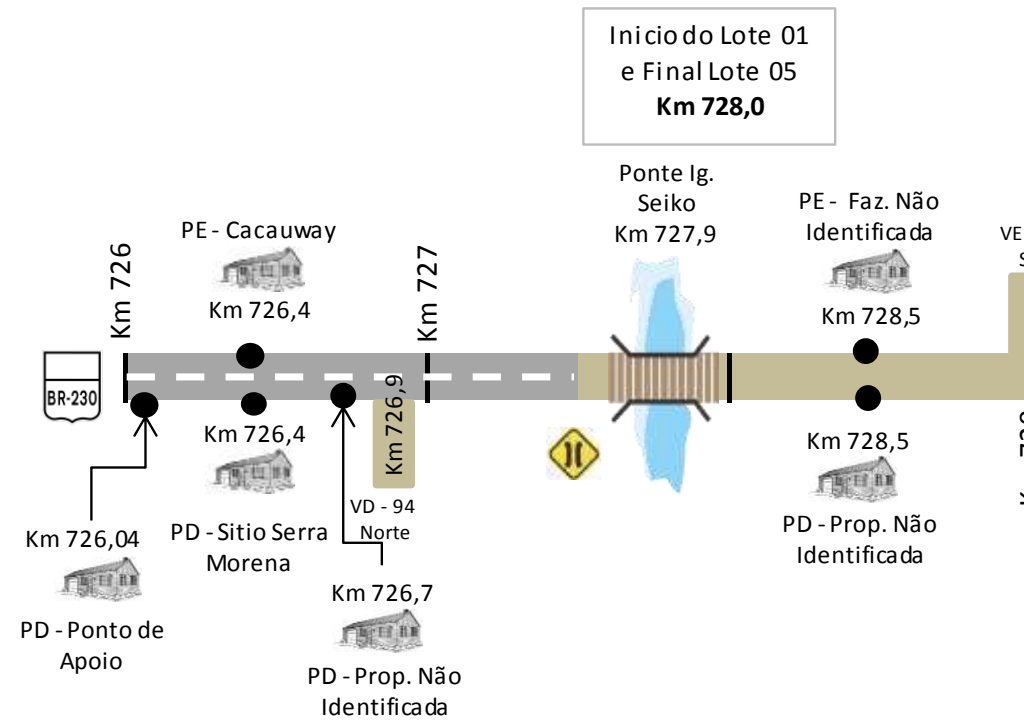 Inicio do Lote 01
e Final Lote 05
Km 728,0
Ponte Ig.
Seiko
Km 727,9
PE - Faz. Não
Identificada
Km 728,5
VE
S
PE - Cacauway
Km 726,4
Km 726
Km 727
BR-230
Km 726,9
Km 726,4
PD - Sitio Serra
Morena
VD - 94
Norte
Km 726,04
PD - Ponto de
Apoio
Km 726,7
PD - Prop. Não
Identificada
Km 728,5
PD - Prop. Não
Identificada